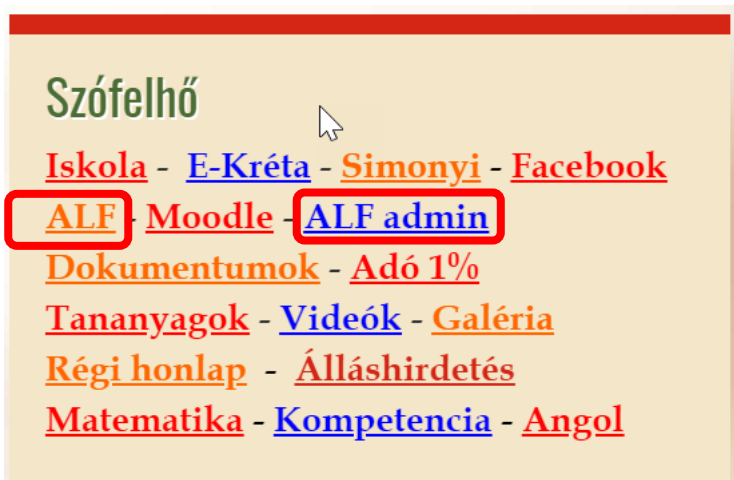 Szófelhő
Iskola - E-Kréta - Simonyi - Facebook
ALF - Moodle - ALF admin
Dokumentumok - Adó 1%
Tananyagok - Videók - Galéria
Régi honlap - Álláshirdetés
Matematika - Kompetencia - Angol